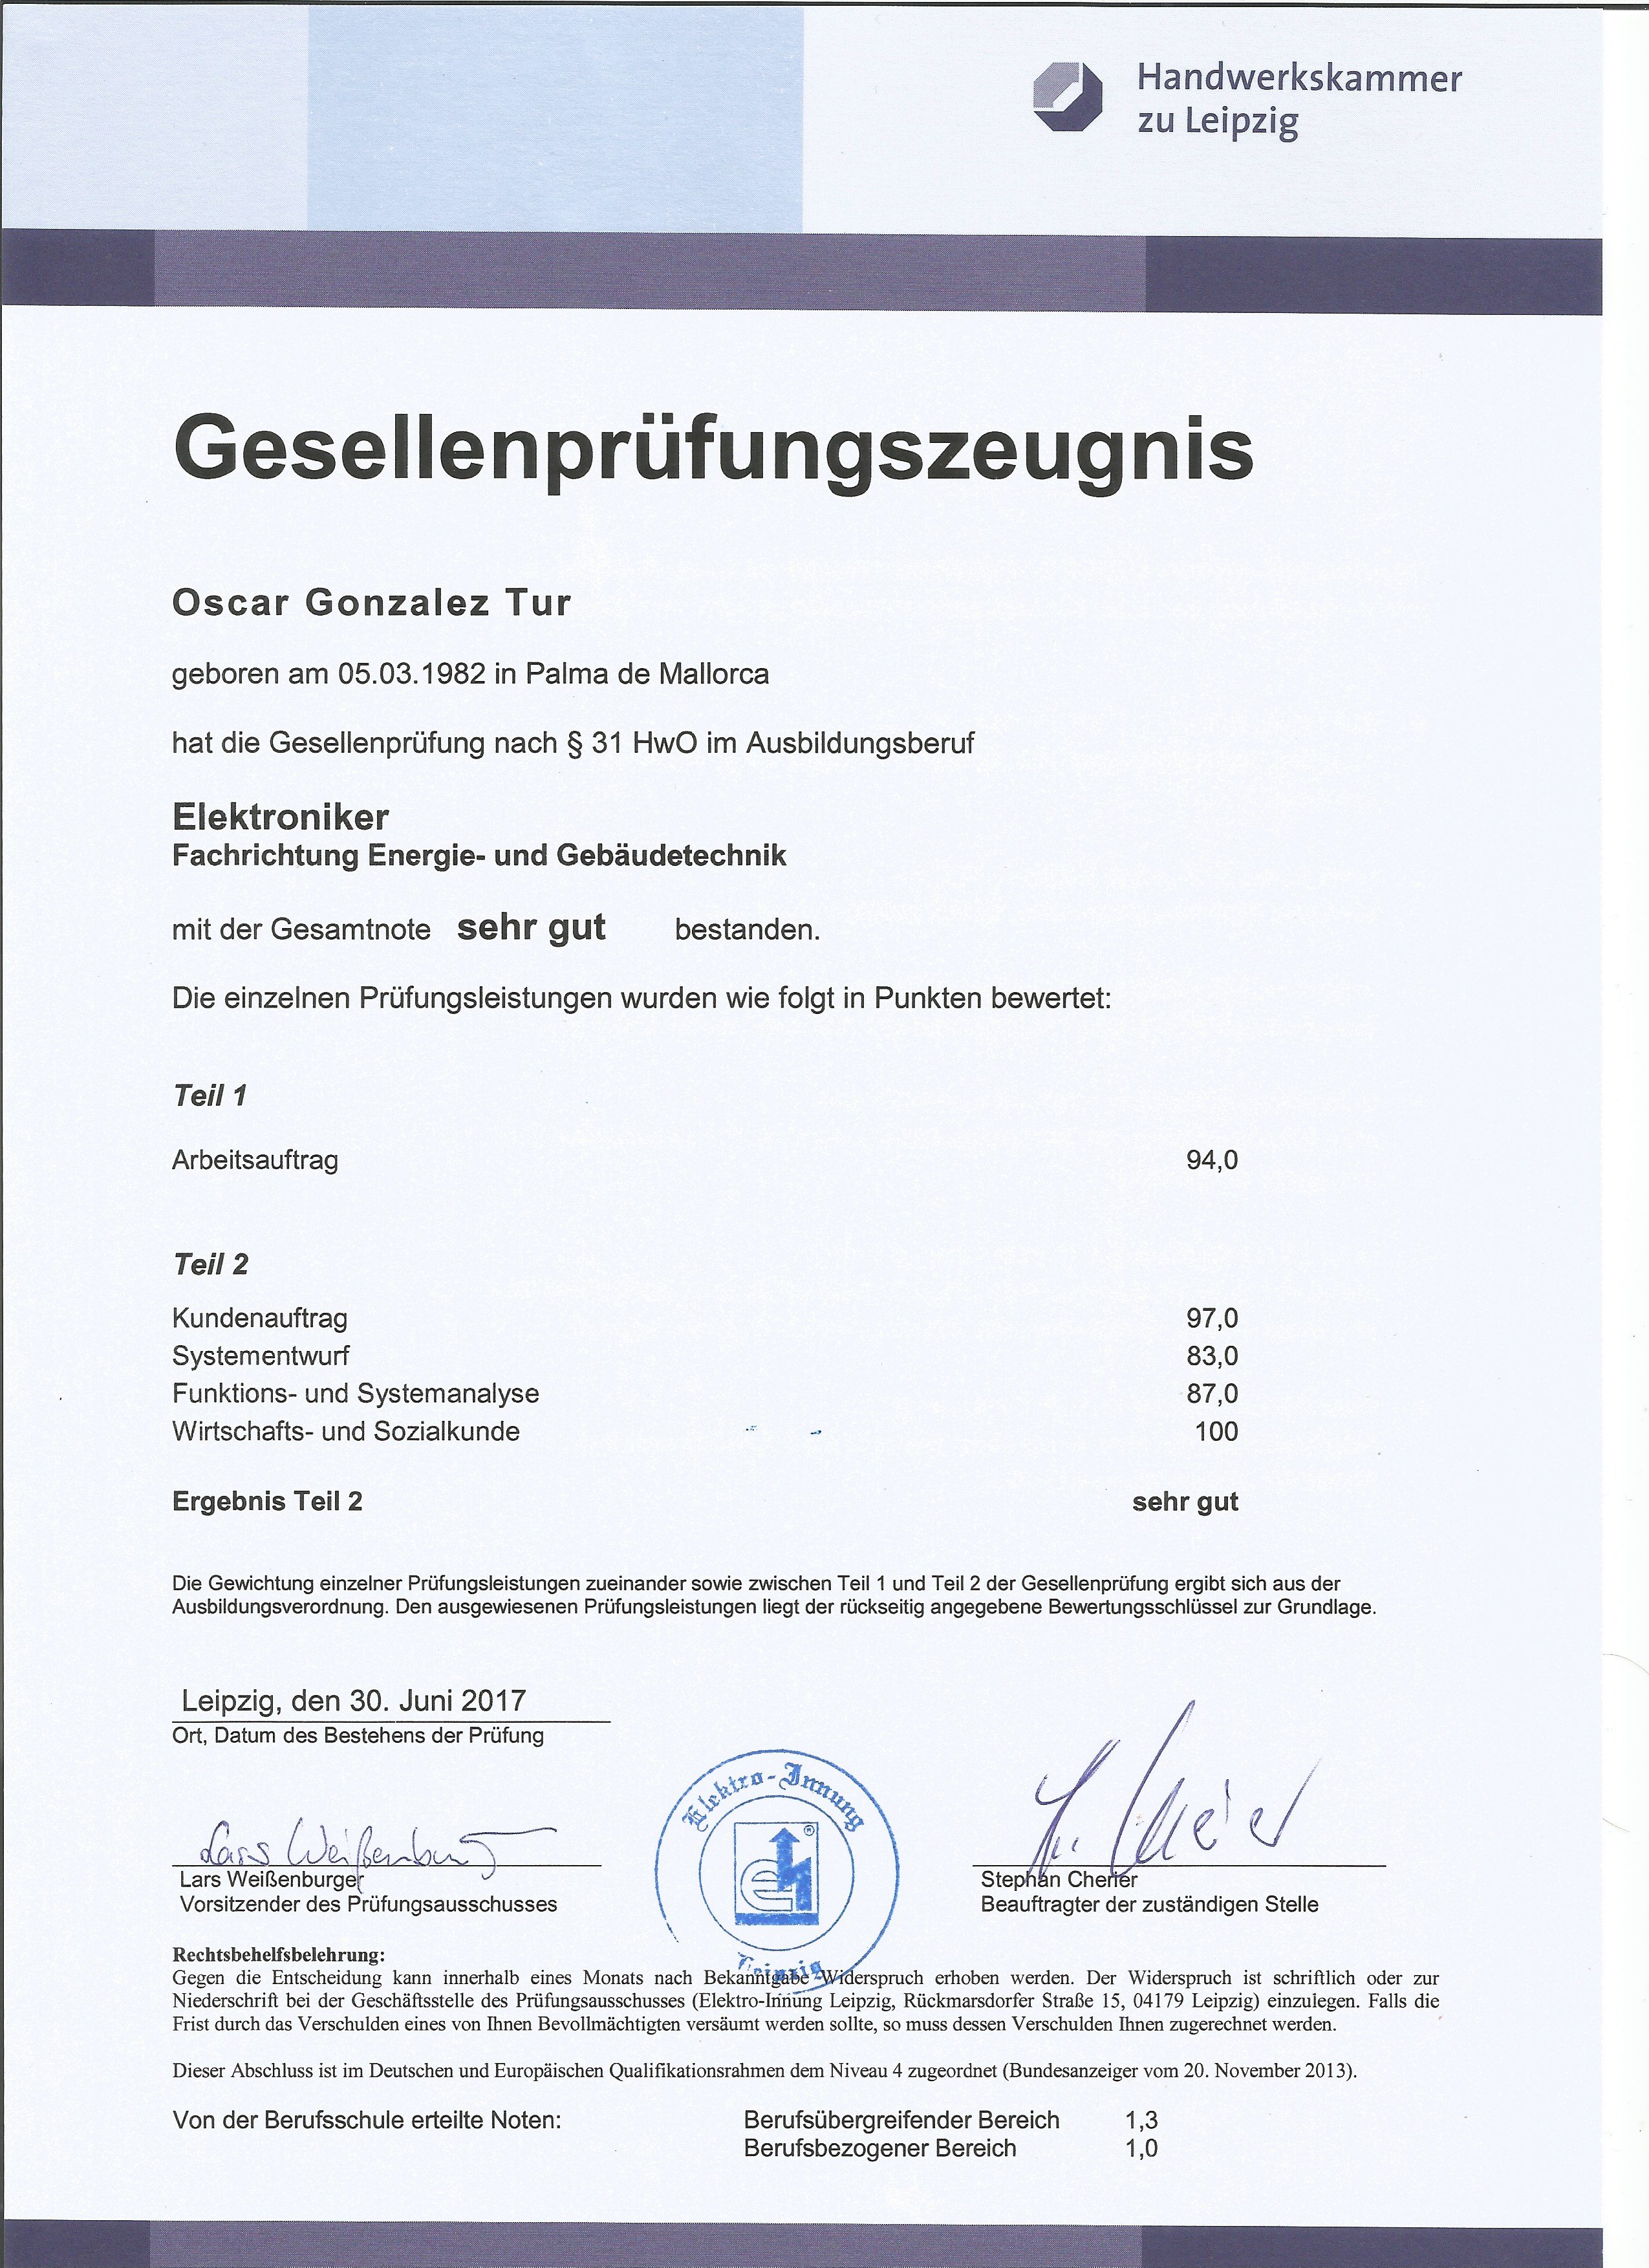 Handwerkskammer
zu Leipzig
Gesellenprüfungszeugnis
Oscar Gonzalez Tur
geboren am 05.03.1982 in Palma de Mallorca
hat die Gesellenprüfung nach § 31 HwO im Ausbildungsberuf
Elektroniker
Fachrichtung Energie- und Gebäudetechnik
mit der Gesamtnote sehr gut bestanden.
Die einzelnen Prüfungsleistungen wurden wie folgt in Punkten bewertet:
Teil 1
Arbeitsauftrag 94,0
Teil 2
Kundenauftrag 97,0
Systementwurf 83,0
Funktions- und Systemanalyse 87,0
Wirtschafts- und Sozialkunde 100
Ergebnis Teil 2 sehr gut
Die Gewichtung einzelner Prüfungsleistungen zueinander sowie zwischen Teil 1 und Teil 2 der Gesellenprüfung ergibt sich aus der
Ausbildungsverordnung. Den ausgewiesenen Prüfungsleistungen liegt der rückseitig angegebene Bewertungsschlüssel zur Grundlage.
Leipzig, den 30. Juni 2017
Ort, Datum des Bestehens der Prüfung
Elektro-Innung
Leipzig
Lars Weißenburger
Lars Weißenburger
Vorsitzender des Prüfungsausschusses
Stephan Cherier
Beauftragter der zuständigen Stelle
Rechtsbehelfsbelehrung:
Gegen die Entscheidung kann innerhalb eines Monats nach Bekanntgabe Widerspruch erhoben werden. Der Widerspruch ist schriftlich oder zur
Niederschrift bei der Geschäftsstelle des Prüfungsausschusses (Elektro-Innung Leipzig, Rückmarsdorfer Straße 15, 04179 Leipzig) einzulegen. Falls die
Frist durch das Verschulden eines von Ihnen Bevollmächtigten versäumt werden sollte, so muss dessen Verschulden Ihnen zugerechnet werden.
Dieser Abschluss ist im Deutschen und Europäischen Qualifikationsrahmen dem Niveau 4 zugeordnet (Bundesanzeiger vom 20. November 2013).
Von der Berufsschule erteilte Noten: Berufsübergreifender Bereich 1,3
Berufsbezogener Bereich 1,0